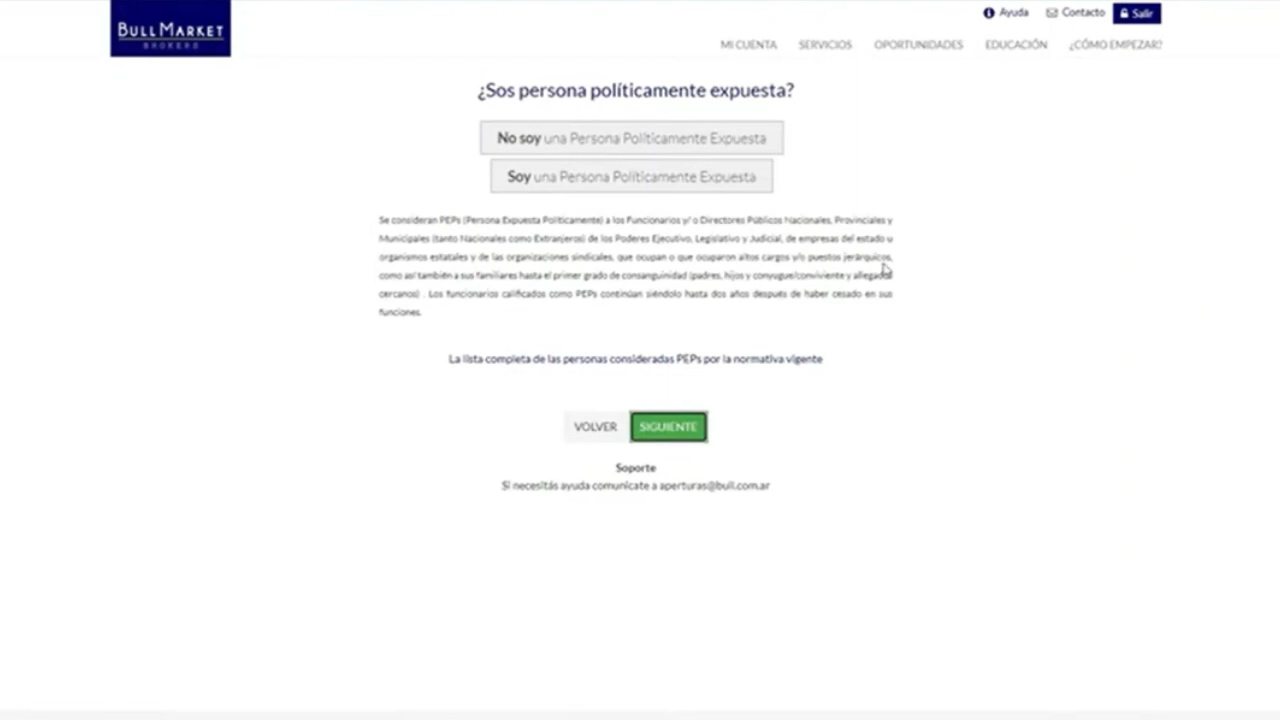 BULLMARKET
BROKERS
Ayuda
Contacto
Salir
MI CUENTA
SERVICIOS
OPORTUNIDADES
EDUCACIÓN
¿CÓMO EMPEZAR?
¿Sos persona políticamente expuesta?
No soy una Persona Políticamente Expuesta
Soy una Persona Políticamente Expuesta
Se consideran PEPs (Persona Expuesta Políticamente) a los Funcionarios y/ o Directores Públicos Nacionales, Provinciales y
Municipales (tanto Nacionales como Extranjeros) de los Poderes Ejecutivo, Legislativo y Judicial, de empresas del estado u
organismos estatales y de las organizaciones sindicales, que ocupan o que ocuparon altos cargos y/o puestos jerárquicos,
como así también a sus familiares hasta el primer grado de consanguinidad (padres, hijos y conyugue/conviviente y allegados
cercanos) . Los funcionarios calificados como PEPs continúan siéndolo hasta dos años después de haber cesado en sus
funciones.
La lista completa de las personas consideradas PEPs por la normativa vigente
VOLVER
SIGUIENTE
Soporte
Si necesitás ayuda comunicate a aperturas@bull.com.ar